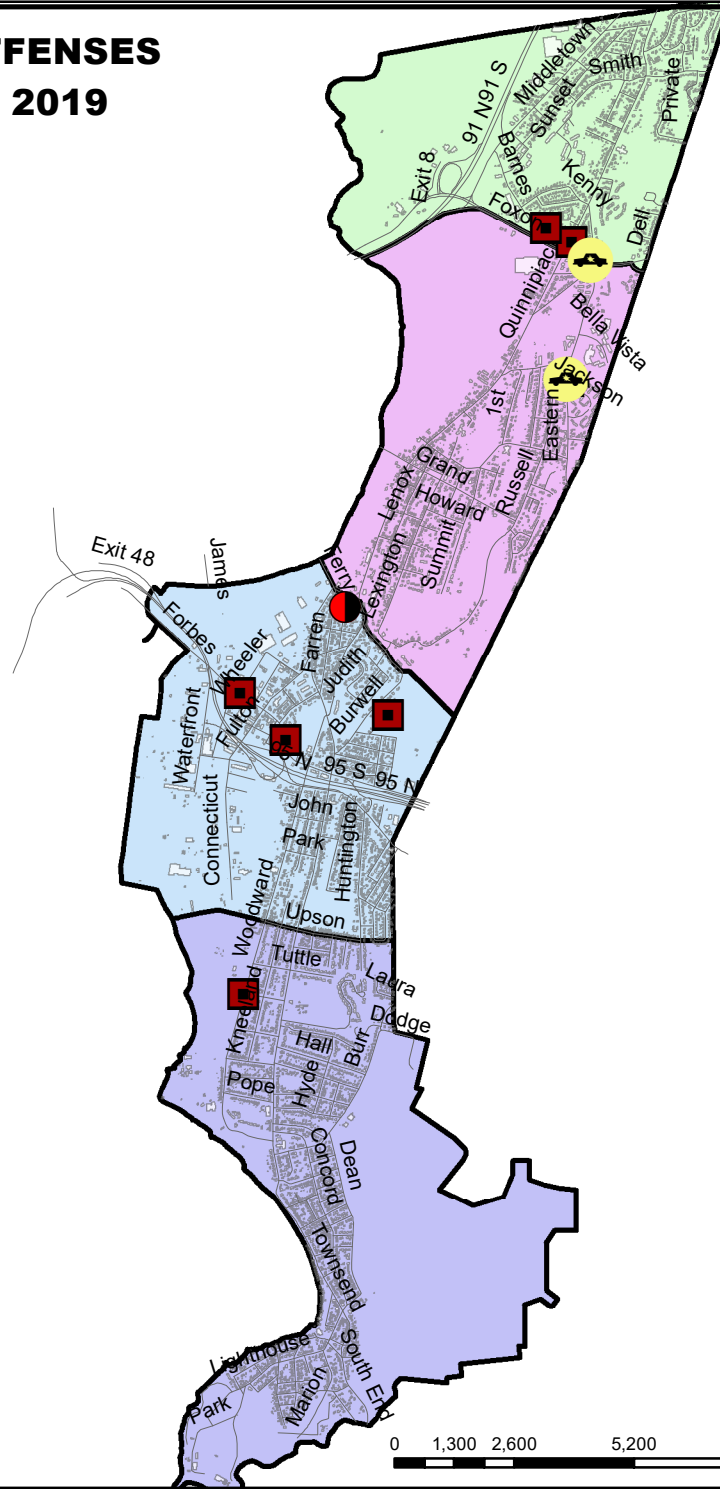 FFENSES
2019
Middletown
Smith
Private
Sunset
91 N
91 S
Barnes
Exit 8
Kenny
Foxon
Dell
Quinnipiac
Bella Vista
Jackson
1st
Eastern
Grand
Russell
Lenox
Howard
Summit
Lexington
Ferry
Exit 48
James
Forbes
Farren
Wheeler
Judith
Fulton
Burwell
Waterfront
95 N
95 S
95 N
Connecticut
John
Park
Huntington
Woodward
Upson
Tuttle
Laura
Kneeland
Dodge
Hall
Burr
Pope
Hyde
Concord
Dean
Townsend
Lighthouse
South End
Park
Marion
0 1,300 2,600 5,200